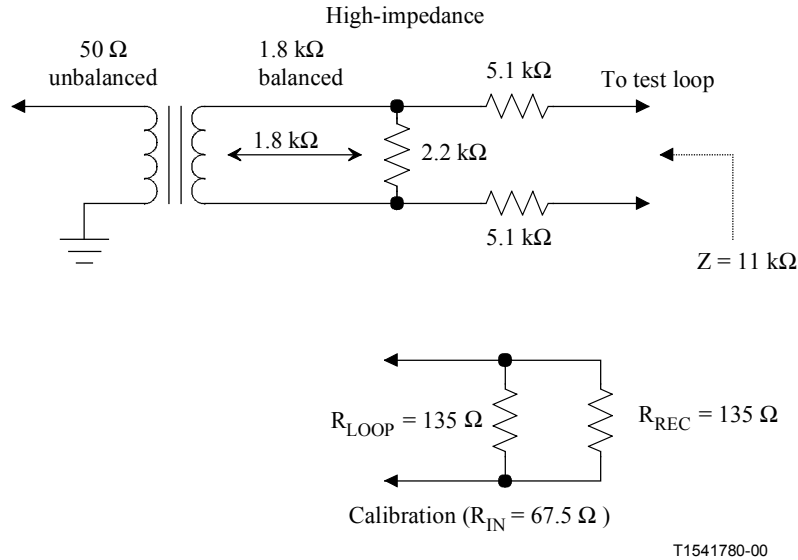 High-impedance
50 Ω
unbalanced
1.8 kΩ
balanced
5.1 kΩ
To test loop
1.8 kΩ
2.2 kΩ
5.1 kΩ
Z = 11 kΩ
R_LOOP = 135 Ω
R_REC = 135 Ω
Calibration (R_IN = 67.5 Ω )
T1541780-00